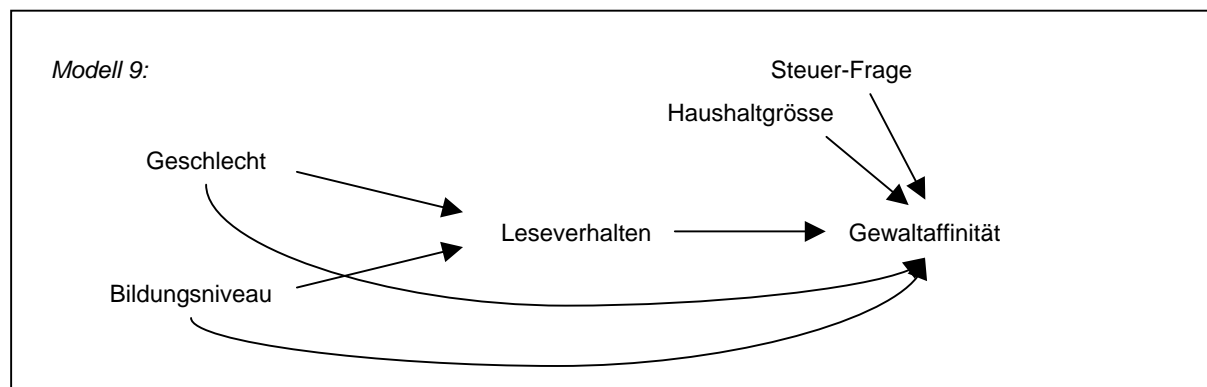 Modell 9:
Steuer-Frage
Haushaltgrösse
Geschlecht
Leseverhalten
Gewaltaffinität
Bildungsniveau